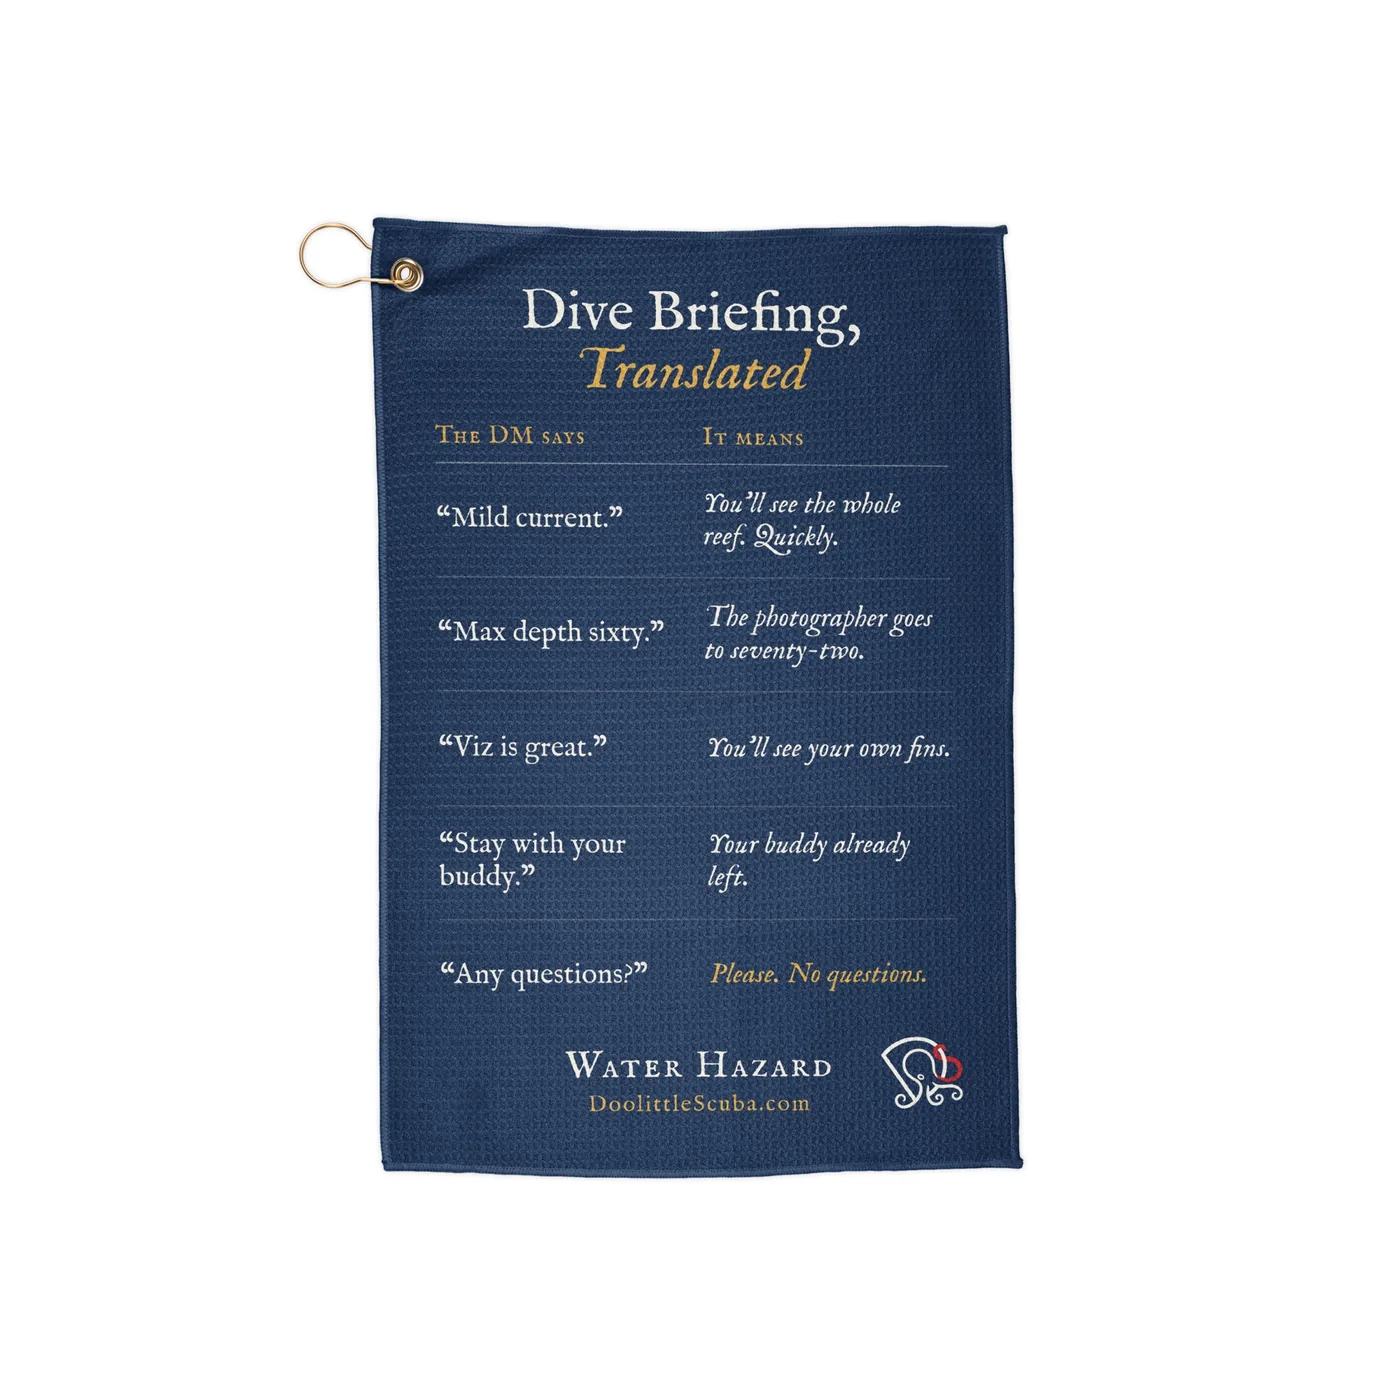 Dive Briefing,
Translated
The DM says
It means
“Mild current.”
You’ll see the whole
reef. Quickly.
“Max depth sixty.”
The photographer goes
to seventy-two.
“Viz is great.”
You’ll see your own fins.
“Stay with your
buddy.”
Your buddy already
left.
“Any questions?”
Please. No questions.
Water Hazard
DoolittleScuba.com